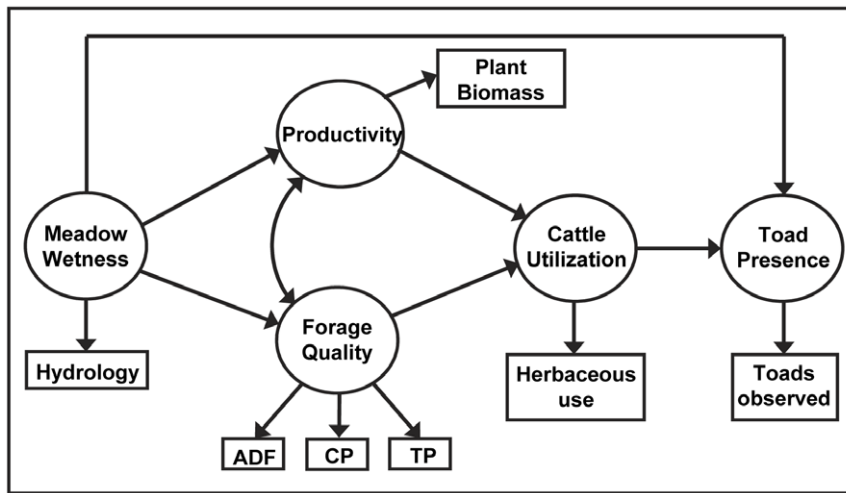 Plant
Biomass
Productivity
Meadow
Wetness
Cattle
Utilization
Toad
Presence
Forage
Quality
Hydrology
Herbaceous
use
Toads
observed
ADF
CP
TP